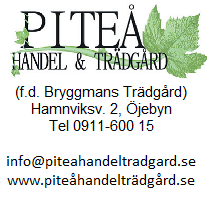 PITEÅ
HANDEL & TRÄDGÅRD
(f.d. Bryggmans Trädgård)
Hamnviksv. 2, Öjebyn
Tel 0911-600 15
info@piteahandeltradgard.se
www.piteåhandelträdgård.se